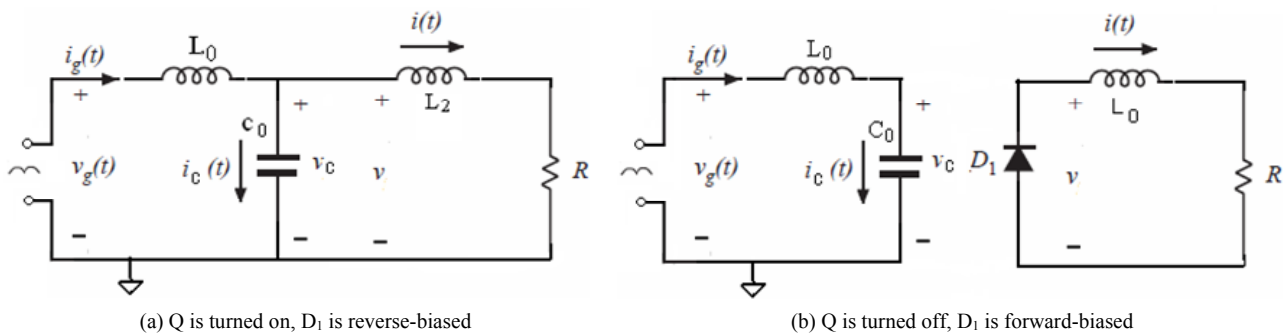 i_g(t)
L₀
i(t)
+
L₂
c₀
+
+
v_g(t)
i_c(t)
v_c
v
R
−
−
−
(a) Q is turned on, D₁ is reverse-biased
i_g(t)
L₀
i(t)
+
C₀
+
+
L₀
v_g(t)
i_c(t)
v_c
D₁
v
R
−
−
−
(b) Q is turned off, D₁ is forward-biased